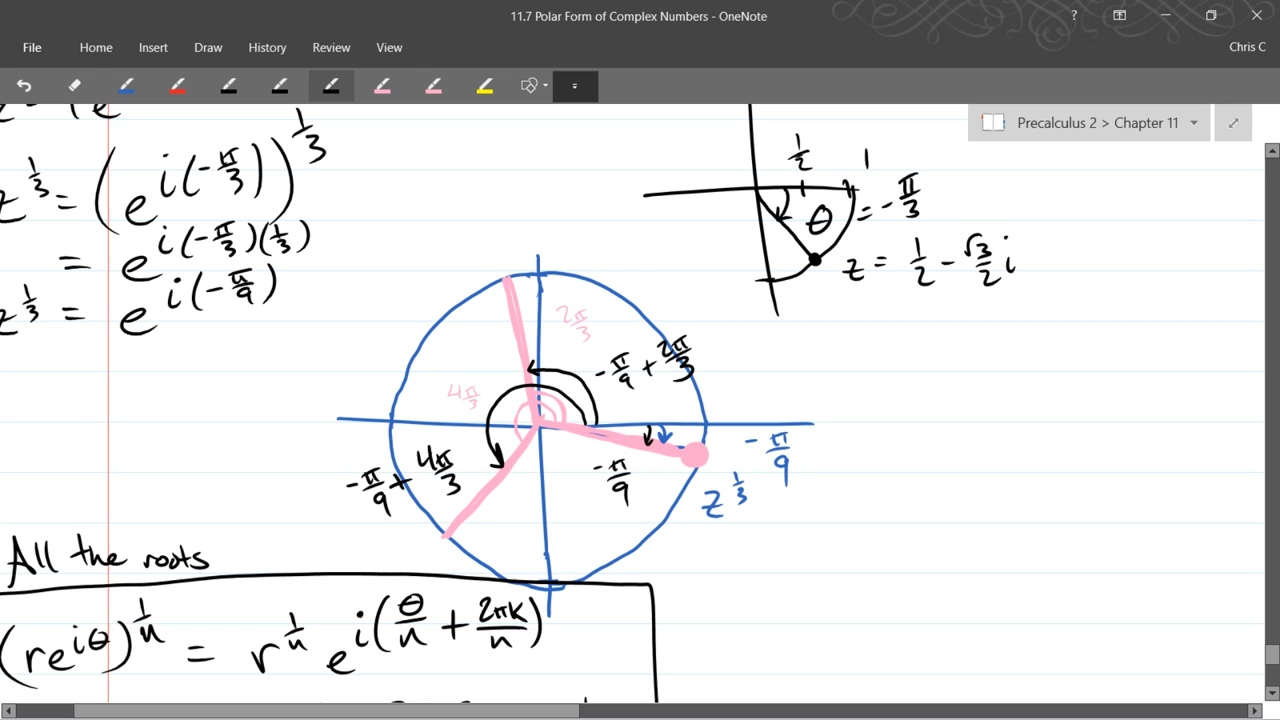 11.7 Polar Form of Complex Numbers - OneNote
?
File
Home
Insert
Draw
History
Review
View
Chris C
Precalculus 2 > Chapter 11
z^{1/3} = (e^{i(-π/3)})^{1/3}
= e^{i(-π/3)(1/3)}
z^{1/3} = e^{i(-π/9)}
1/2
1
θ = -π/3
z = 1/2 - √3/2 i
2π/3
-π/9 + 2π/3
4π/3
-π/9 + 4π/3
-π/9
-π/9
z^{1/3}
All the roots
(re^{iθ})^{1/n} = r^{1/n} e^{i(θ/n + 2πk/n)}